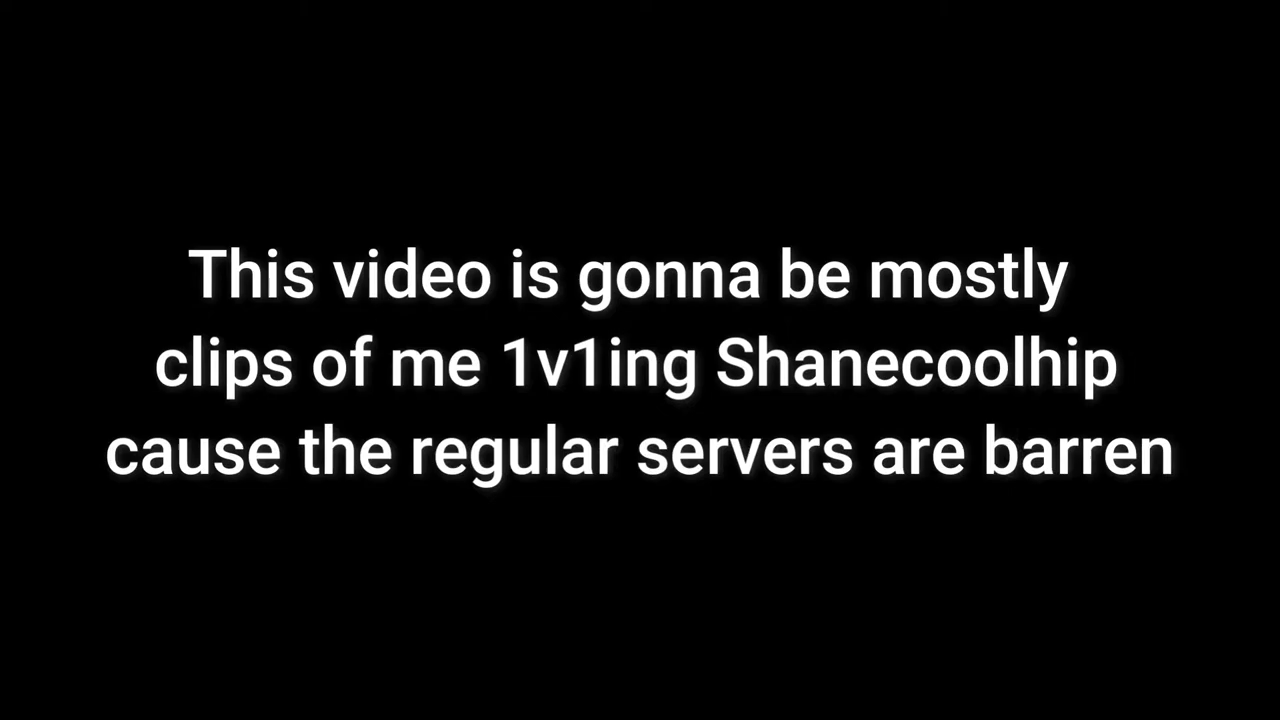 This video is gonna be mostly
clips of me 1v1ing Shanecoolhip
cause the regular servers are barren